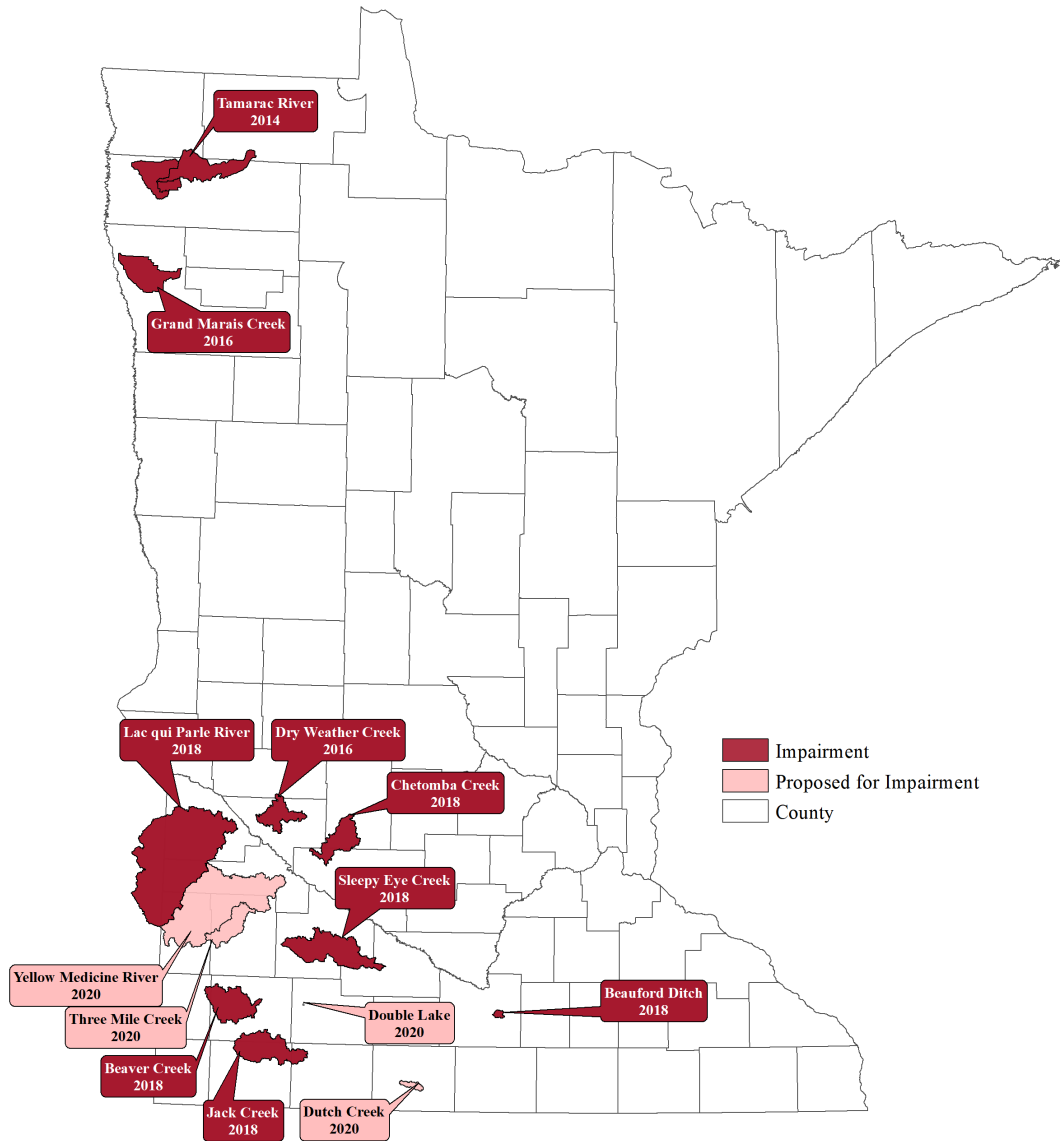 Tamarac River
2014
Grand Marais Creek
2016
Lac qui Parle River
2018
Dry Weather Creek
2016
Chetomba Creek
2018
Impairment
Proposed for Impairment
County
Sleepy Eye Creek
2018
Yellow Medicine River
2020
Three Mile Creek
2020
Double Lake
2020
Beauford Ditch
2018
Beaver Creek
2018
Jack Creek
2018
Dutch Creek
2020